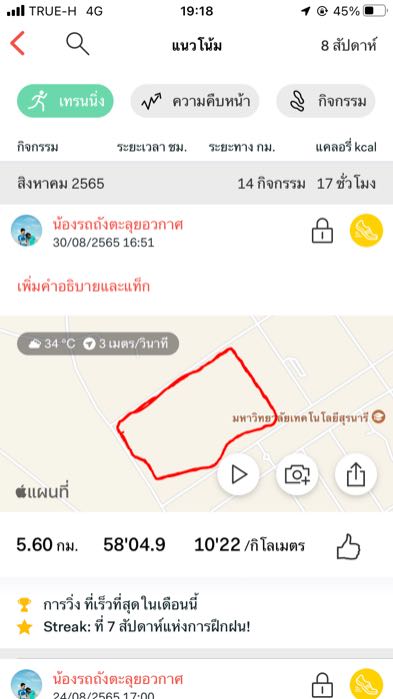 TRUE-H 4G 19:18 45%
แนวโน้ม 8 สัปดาห์
เทรนนิ่ง ความคืบหน้า กิจกรรม
กิจกรรม ระยะเวลา ชม. ระยะทาง กม. แคลอรี่ kcal
สิงหาคม 2565 14 กิจกรรม 17 ชั่วโมง
น้องรถถังตะลุยอวกาศ
30/08/2565 16:51
เพิ่มคำอธิบายและแท็ก
34 °C 3 เมตร/วินาที
มหาวิทยาลัยเทคโนโลยีสุรนารี
แผนที่
5.60 กม. 58'04.9 10'22 /กิโลเมตร
การวิ่ง ที่เร็วที่สุดในเดือนนี้
Streak: ที่ 7 สัปดาห์แห่งการฝึกฝน!
น้องรถถังตะลุยอวกาศ
24/08/2565 17:00